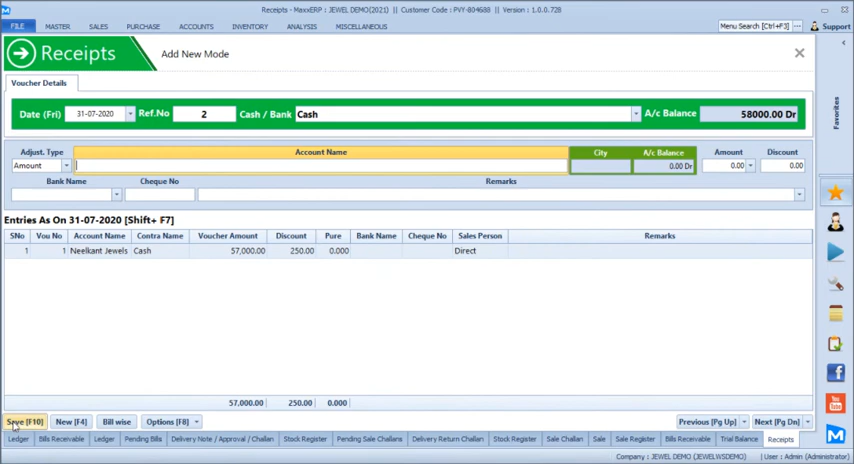 Receipts - MaxxERP : JEWEL DEMO(2021) || Customer Code : PVY-804688 || Version : 1.0.0.728
FILE MASTER SALES PURCHASE ACCOUNTS INVENTORY ANALYSIS MISCELLANEOUS Menu Search [Ctrl+F3] ... Support
Receipts Add New Mode
Voucher Details
Favorites
Date (Fri) 31-07-2020 Ref.No 2 Cash / Bank Cash A/c Balance 58000.00 Dr
Adjust. Type Account Name City A/c Balance Amount Discount
Amount 0.00 Dr 0.00 0.00
Bank Name Cheque No Remarks
Entries As On 31-07-2020 [Shift+ F7]
SNo Vou No Account Name Contra Name Voucher Amount Discount Pure Bank Name Cheque No Sales Person Remarks
1 1 Neelkant Jewels Cash 57,000.00 250.00 0.000 Direct
57,000.00 250.00 0.000
Save [F10] New [F4] Bill wise Options [F8] Previous [Pg Up] Next [Pg Dn]
Ledger Bills Receivable Ledger Pending Bills Delivery Note / Approval / Challan Stock Register Pending Sale Challans Delivery Return Challan Stock Register Sale Challan Sale Sale Register Bills Receivable Trial Balance Receipts
Company : JEWEL DEMO (JEWELWSDEMO) User : Admin (Administrator)